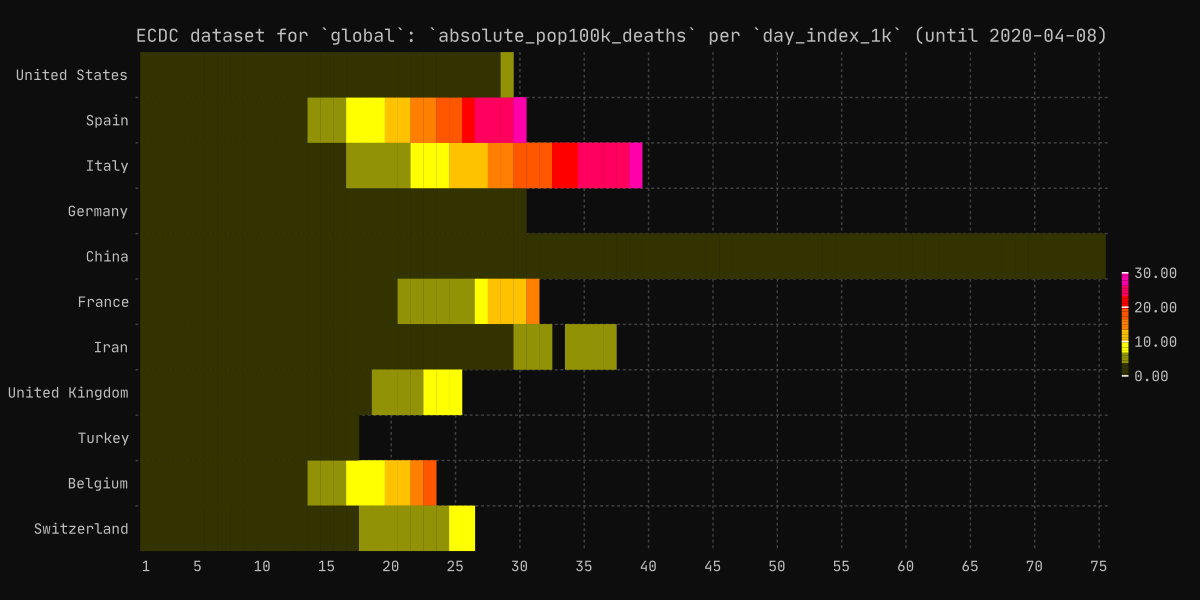 ECDC dataset for `global`: `absolute_pop100k_deaths` per `day_index_1k` (until 2020-04-08)
United States
Spain
Italy
Germany
China
France
Iran
United Kingdom
Turkey
Belgium
Switzerland
30.00
20.00
10.00
0.00
1 5 10 15 20 25 30 35 40 45 50 55 60 65 70 75